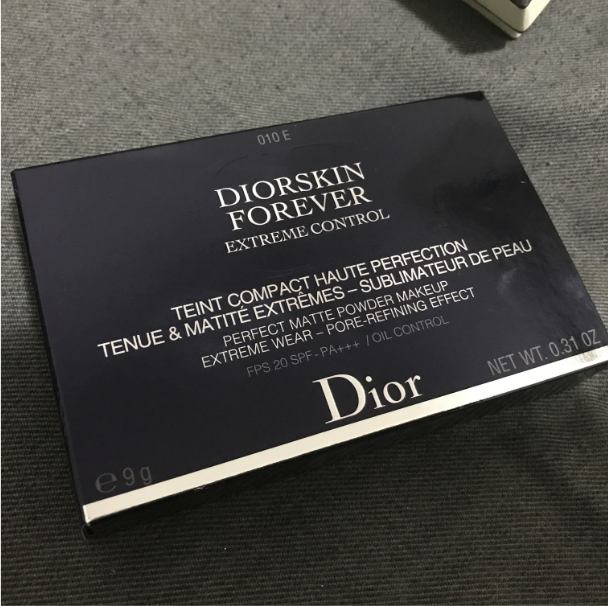 010 E
DIORSKIN
FOREVER
EXTREME CONTROL
TEINT COMPACT HAUTE PERFECTION
TENUE & MATITÉ EXTRÊMES – SUBLIMATEUR DE PEAU
PERFECT MATTE POWDER MAKEUP
EXTREME WEAR – PORE-REFINING EFFECT
FPS 20 SPF - PA+++ / OIL CONTROL
Dior
℮ 9 g
NET WT. 0.31 OZ